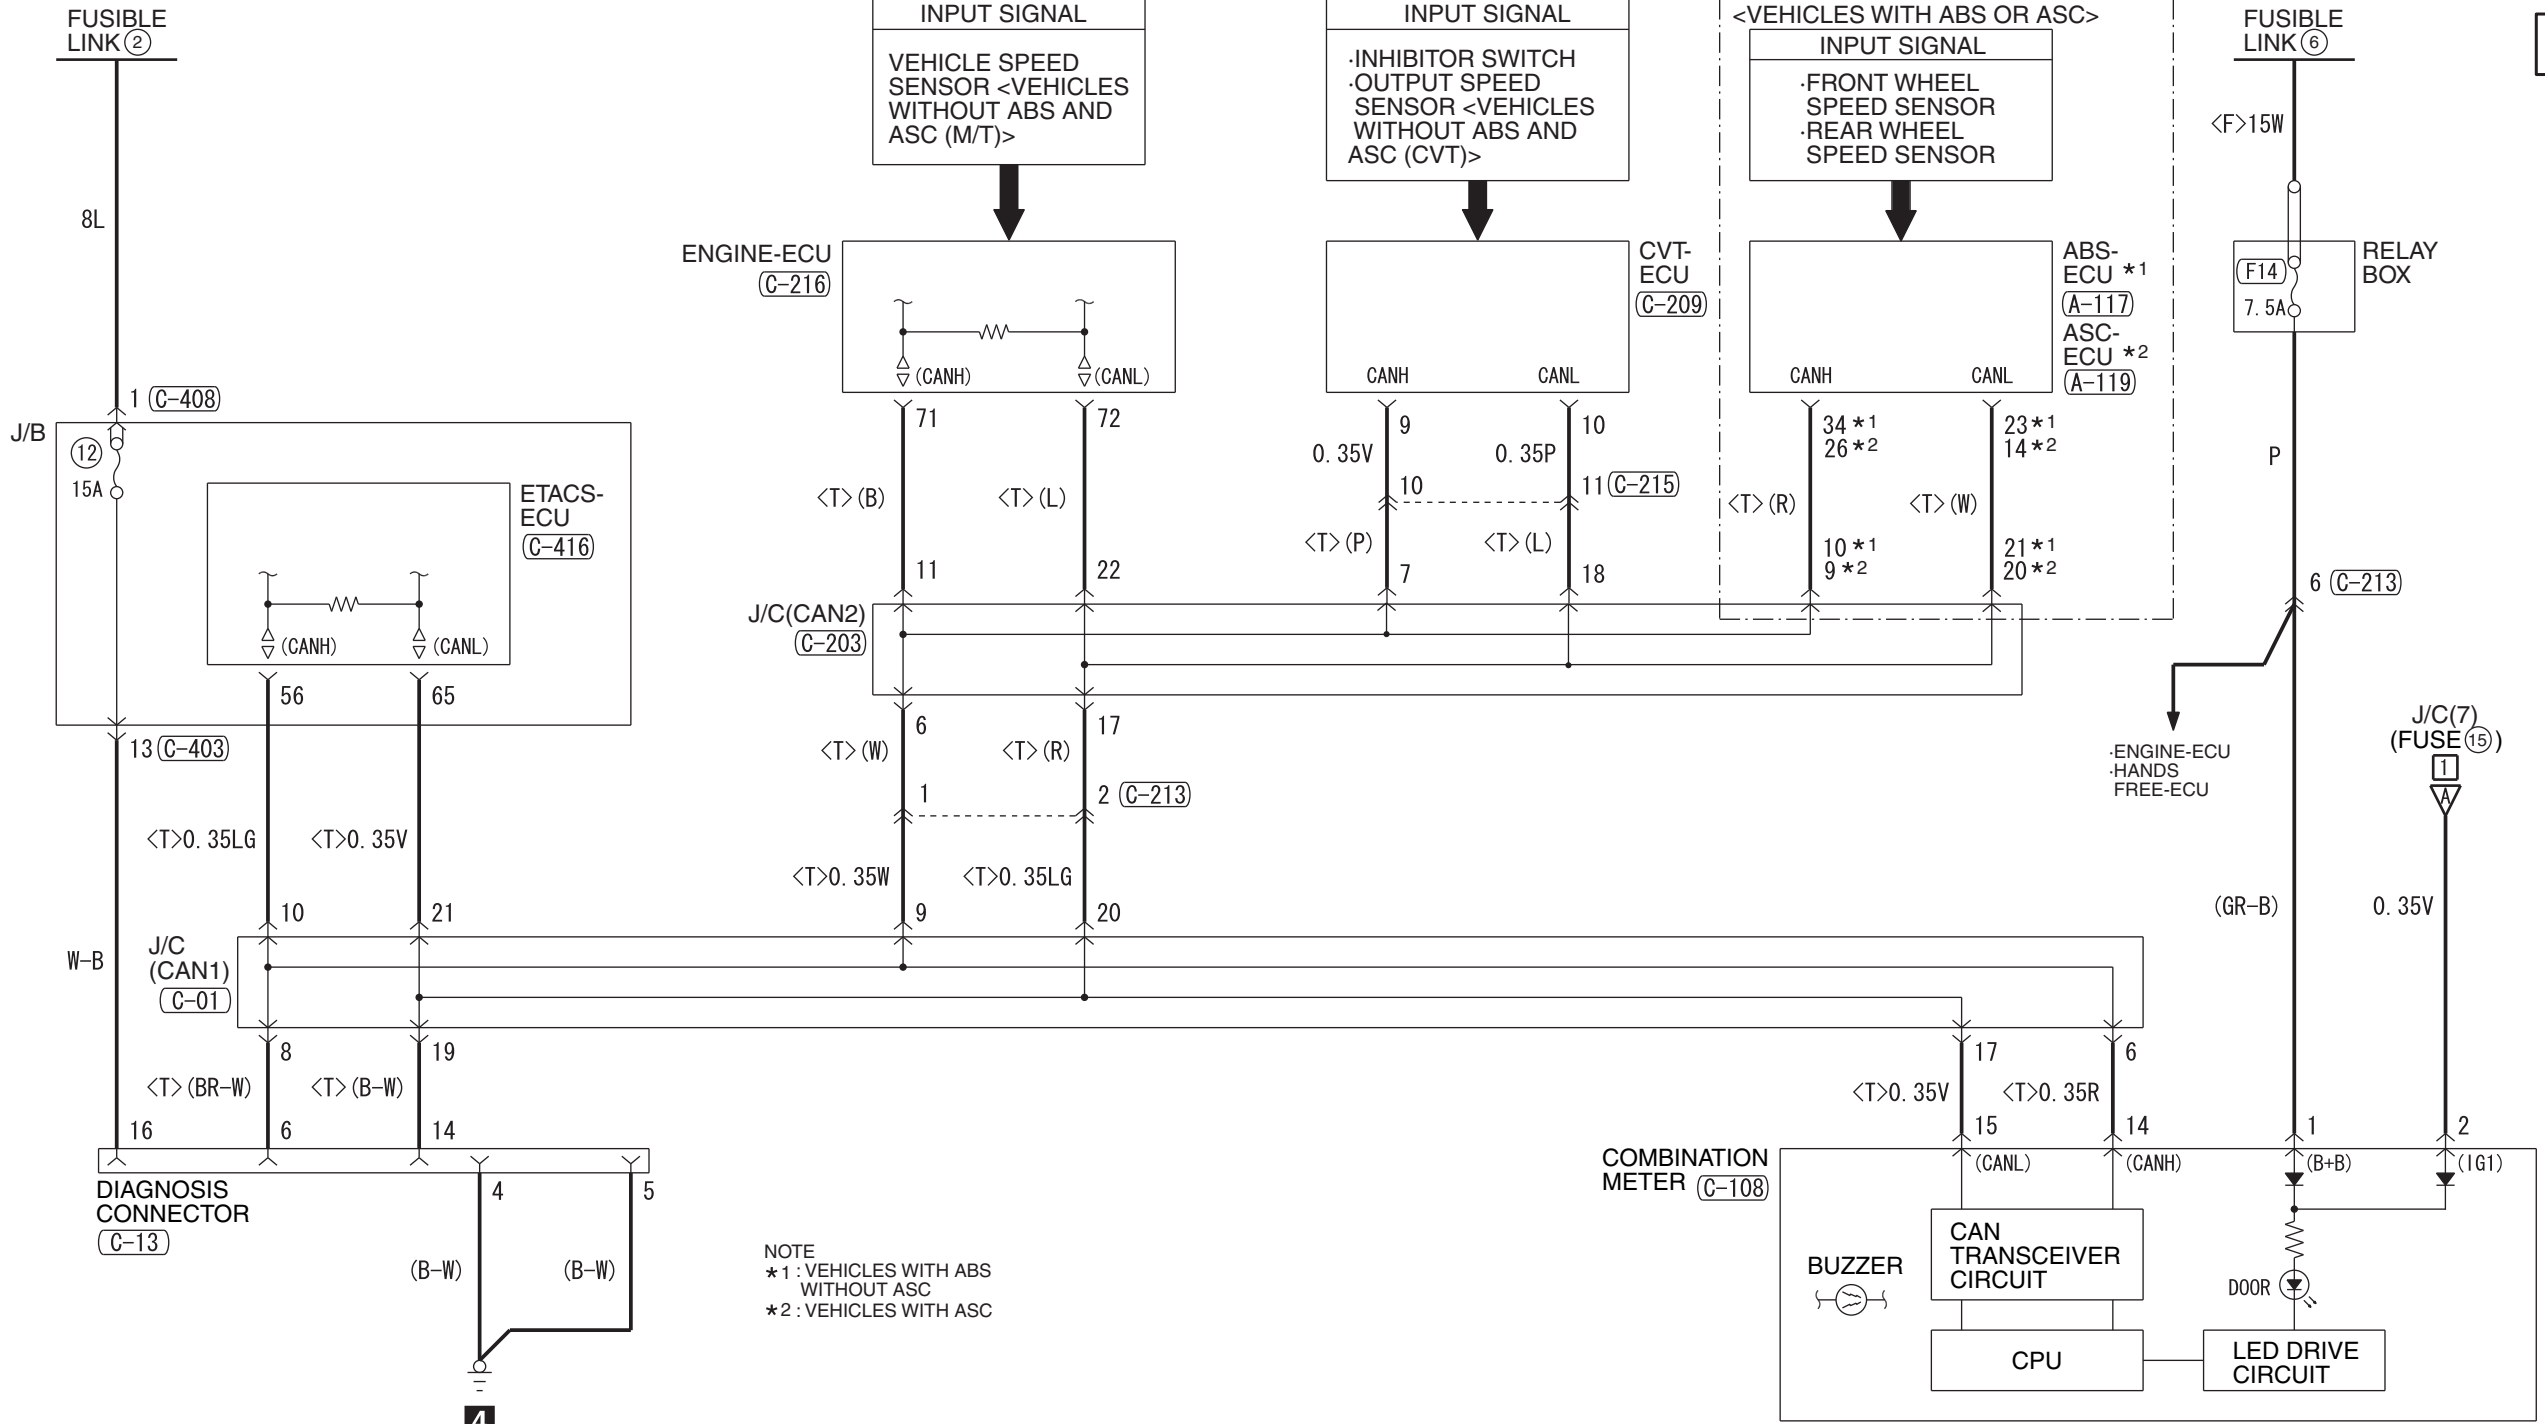 FUSIBLE
LINK 2
8L
1 C-408
J/B
12
15A
ETACS-
ECU
C-416
(CANH)
(CANL)
56
65
13 C-403
<T>0.35LG
<T>0.35V
10
21
W-B
J/C
(CAN1)
C-01
8
19
<T>(BR-W)
<T>(B-W)
16
6
14
DIAGNOSIS
CONNECTOR
C-13
4
5
(B-W)
(B-W)
4
INPUT SIGNAL
VEHICLE SPEED
SENSOR <VEHICLES
WITHOUT ABS AND
ASC (M/T)>
ENGINE-ECU
C-216
(CANH)
(CANL)
71
72
<T>(B)
<T>(L)
11
22
J/C(CAN2)
C-203
6
17
<T>(W)
<T>(R)
1
2 C-213
<T>0.35W
<T>0.35LG
9
20
NOTE
*1 : VEHICLES WITH ABS
WITHOUT ASC
*2 : VEHICLES WITH ASC
INPUT SIGNAL
·INHIBITOR SWITCH
·OUTPUT SPEED
SENSOR <VEHICLES
WITHOUT ABS AND
ASC (CVT)>
CVT-
ECU
C-209
CANH
CANL
9
10
0.35V
0.35P
10
11 C-215
<T>(P)
<T>(L)
7
18
<VEHICLES WITH ABS OR ASC>
INPUT SIGNAL
·FRONT WHEEL
SPEED SENSOR
·REAR WHEEL
SPEED SENSOR
ABS-
ECU *1
A-117
ASC-
ECU *2
A-119
CANH
CANL
34*1
26*2
23*1
14*2
<T>(R)
<T>(W)
10*1
9*2
21*1
20*2
FUSIBLE
LINK 6
<F>15W
RELAY
BOX
F14
7.5A
P
6 C-213
·ENGINE-ECU
·HANDS
FREE-ECU
J/C(7)
(FUSE 15)
1
A
(GR-B)
0.35V
17
6
<T>0.35V
<T>0.35R
15
14
1
2
COMBINATION
METER C-108
(CANL)
(CANH)
(B+B)
(IG1)
BUZZER
CAN
TRANSCEIVER
CIRCUIT
DOOR
CPU
LED DRIVE
CIRCUIT